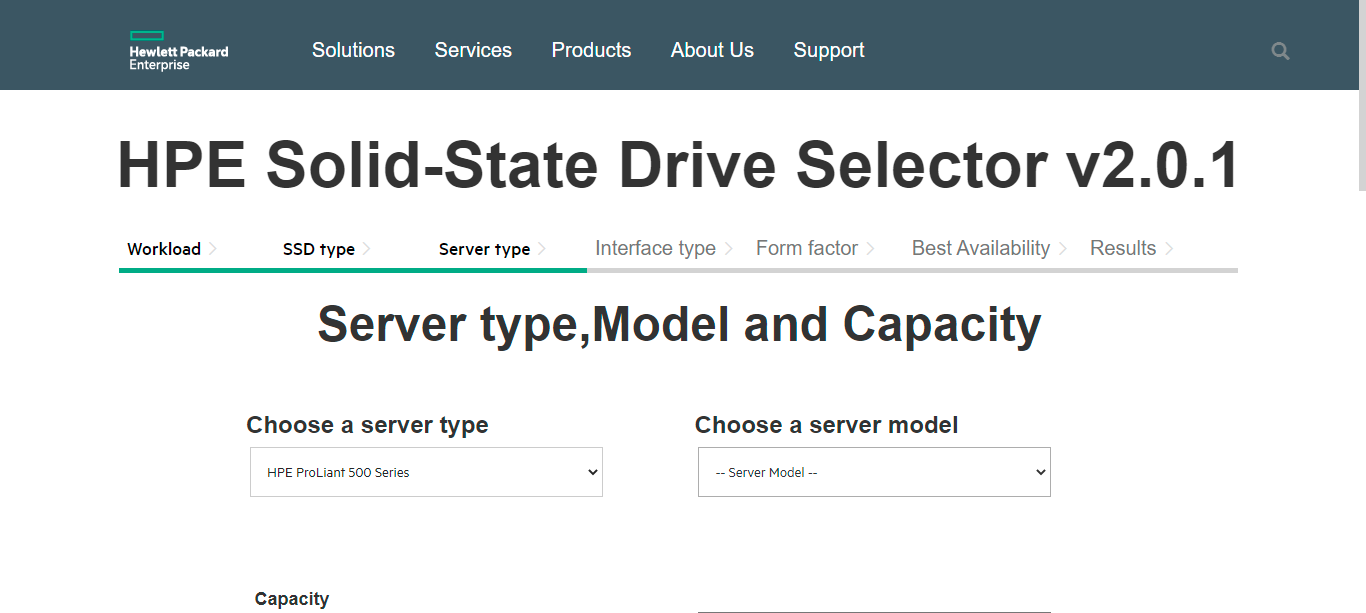 Hewlett Packard
Enterprise
Solutions Services Products About Us Support
HPE Solid-State Drive Selector v2.0.1
Workload SSD type Server type Interface type Form factor Best Availability Results
Server type,Model and Capacity
Choose a server type Choose a server model
HPE ProLiant 500 Series -- Server Model --
Capacity